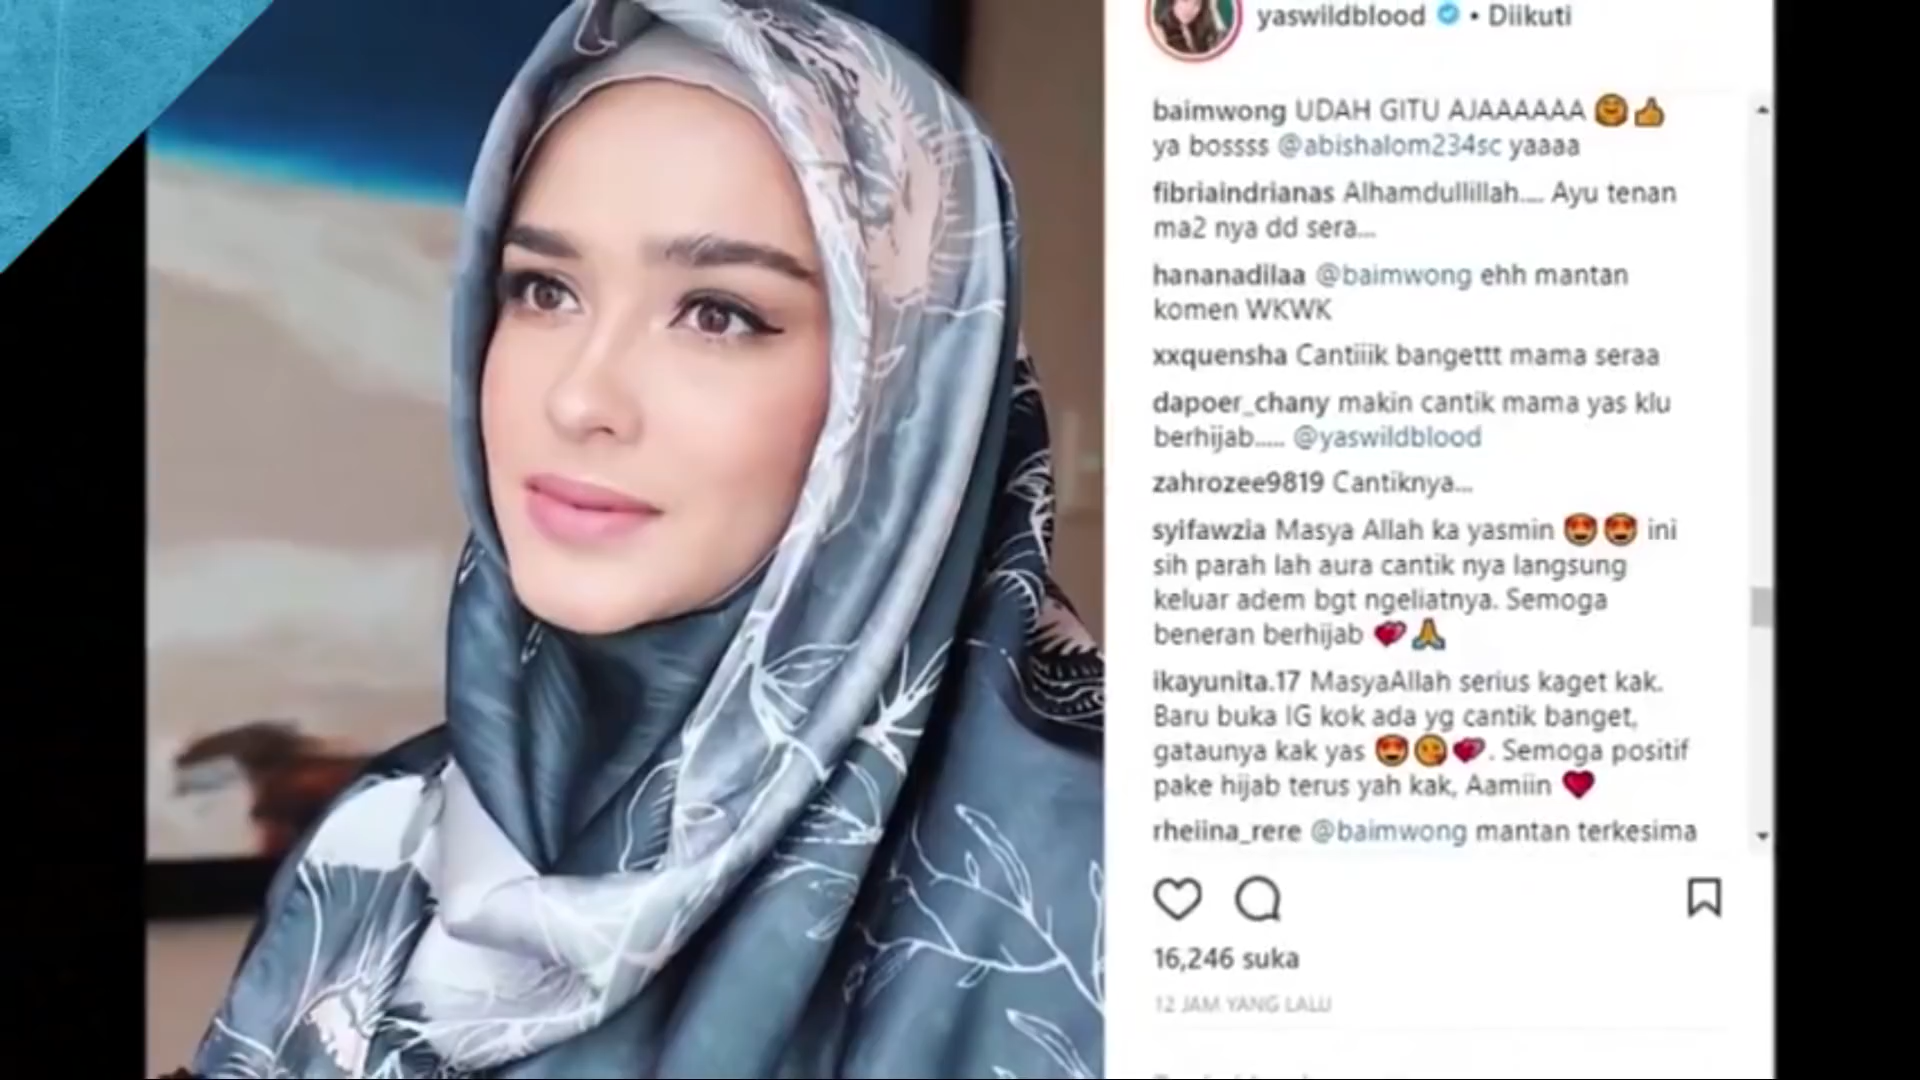 yaswildblood • Diikuti
baimwong UDAH GITU AJAAAAAA 🤗👍
ya bossss @abishalom234sc yaaaa
fibriaindrianas Alhamdullillah.... Ayu tenan
ma2 nya dd sera...
hananadilaa @baimwong ehh mantan
komen WKWK
xxquensha Cantiiik bangettt mama seraa
dapoer_chany makin cantik mama yas klu
berhijab..... @yaswildblood
zahrozee9819 Cantiknya...
sylfawzia Masya Allah ka yasmin 😍😍 ini
sih parah lah aura cantik nya langsung
keluar adem bgt ngeliatnya. Semoga
beneran berhijab 💕🙏
ikayunita.17 MasyaAllah serius kaget kak.
Baru buka IG kok ada yg cantik banget,
gataunya kak yas 😍😘💕. Semoga positif
pake hijab terus yah kak, Aamiin ❤
rheiina_rere @baimwong mantan terkesima
16,246 suka
12 JAM YANG LALU